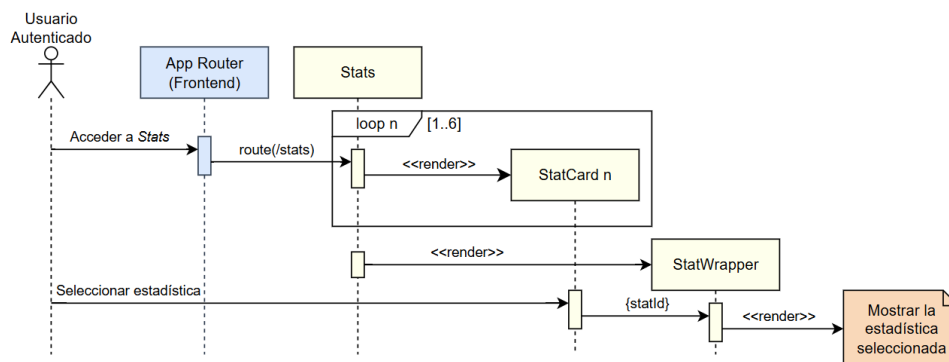 Usuario
Autenticado
App Router
(Frontend)
Stats
loop n
[1..6]
Acceder a Stats
route(/stats)
<<render>>
StatCard n
<<render>>
StatWrapper
Seleccionar estadística
{statId}
<<render>>
Mostrar la
estadística
seleccionada